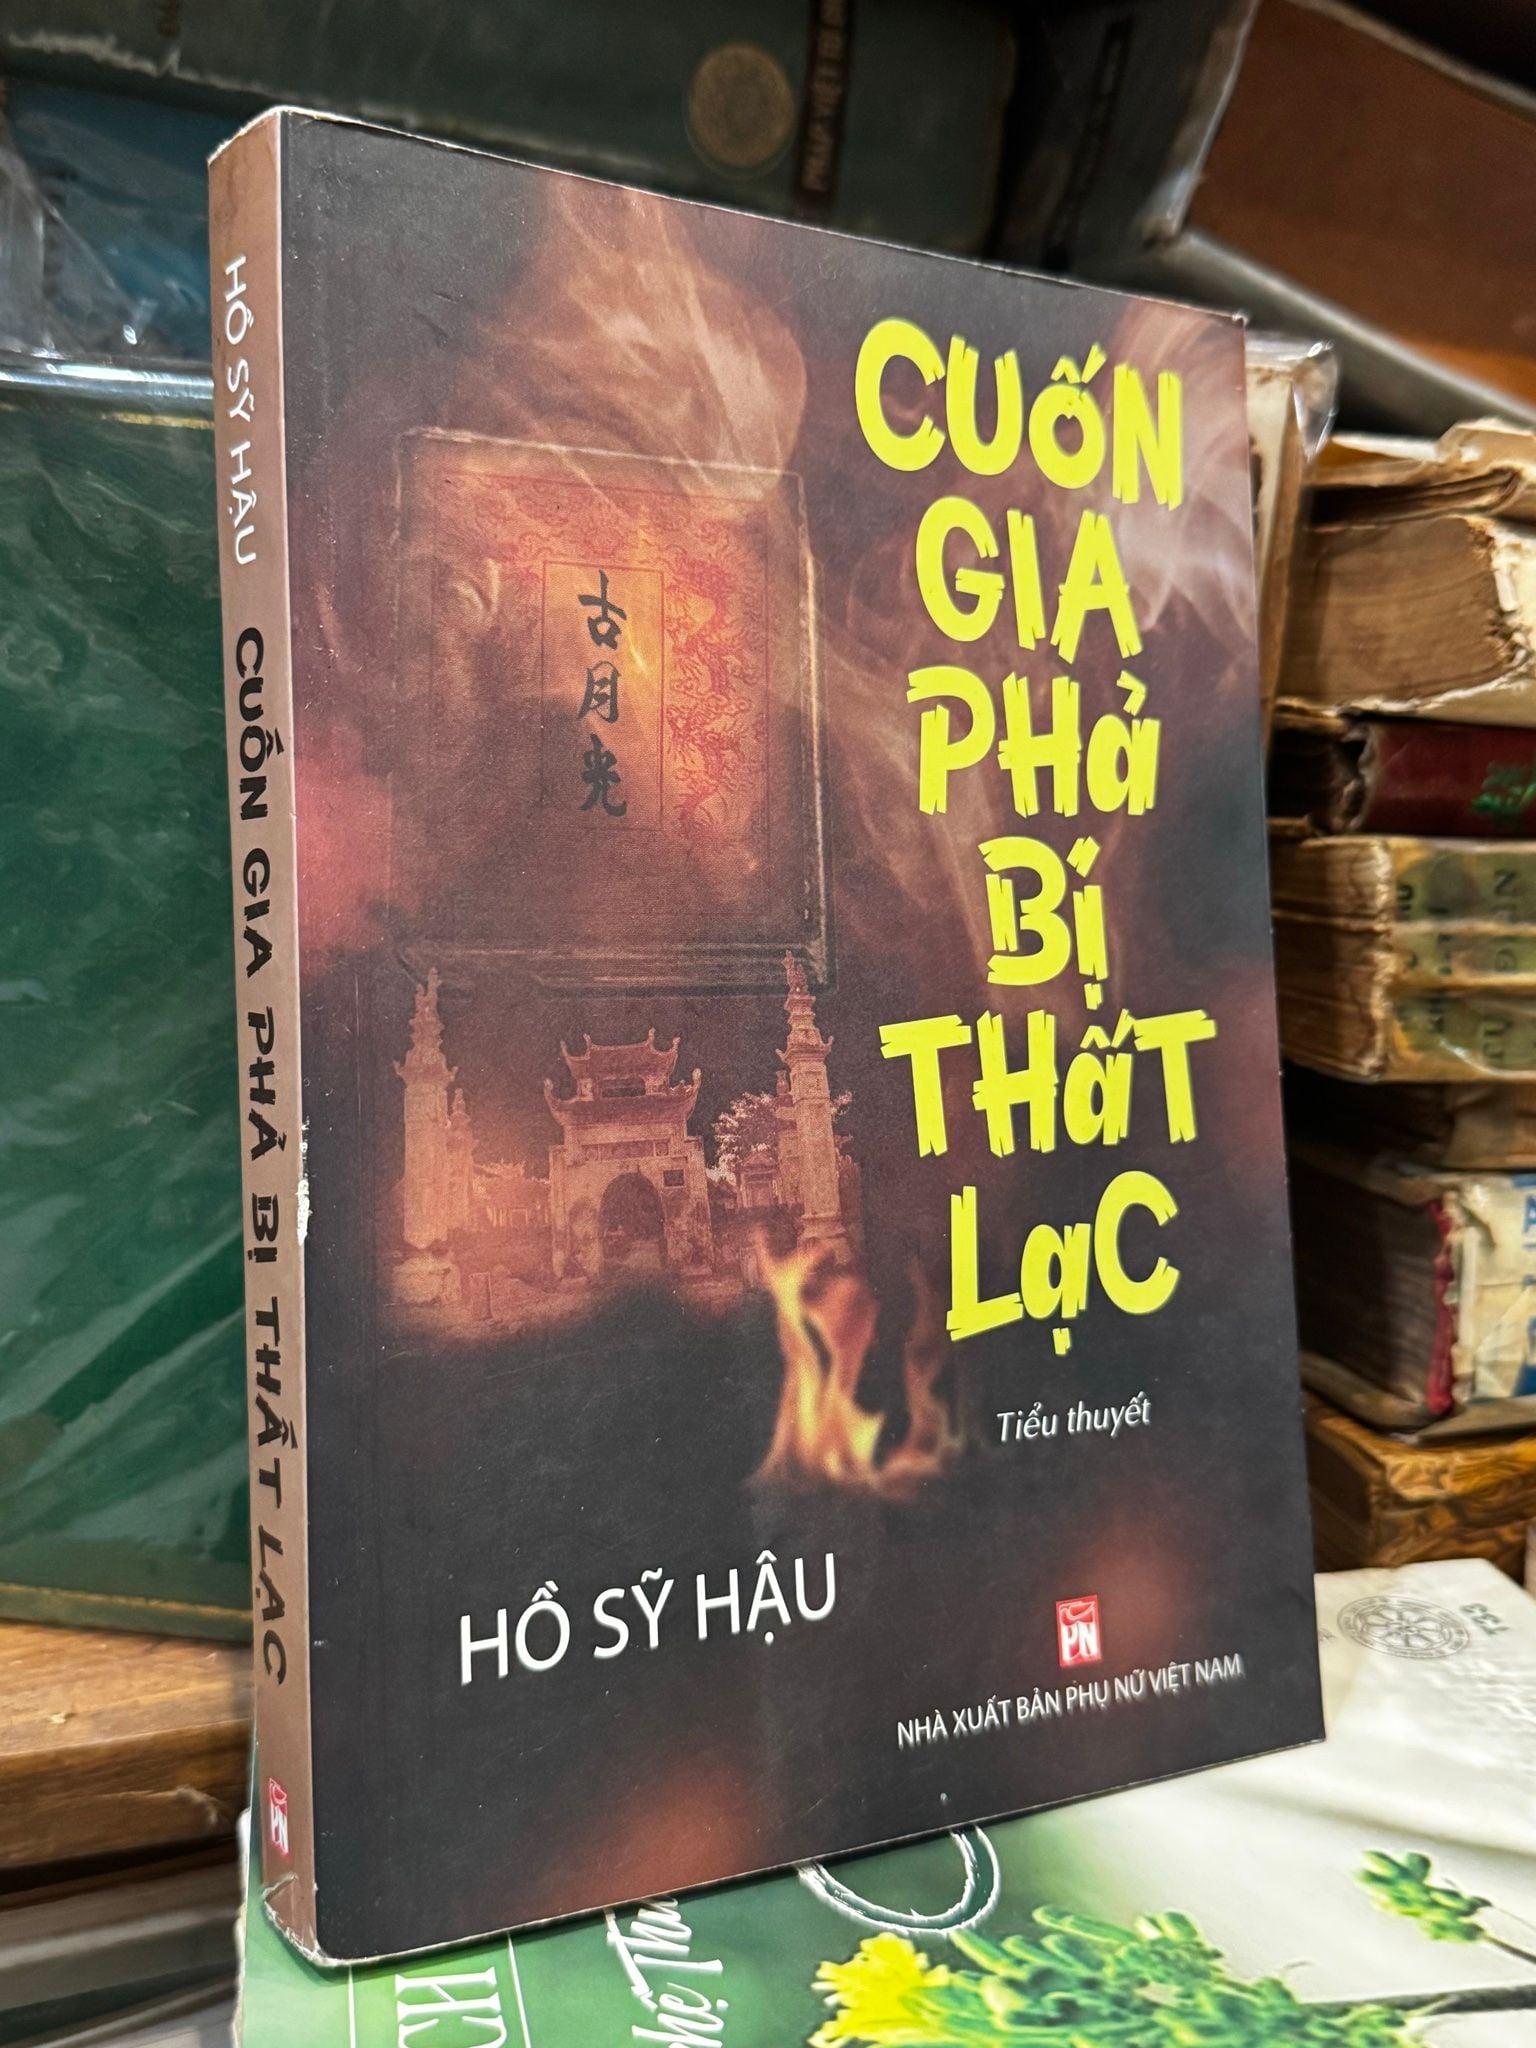 HỒ SỸ HẬU CUỐN GIA PHẢ BỊ THẤT LẠC
PN
CUỐN
GIA
PHẢ
BỊ
THẤT
LẠC
古月光
Tiểu thuyết
HỒ SỸ HẬU
PN
NHÀ XUẤT BẢN PHỤ NỮ VIỆT NAM